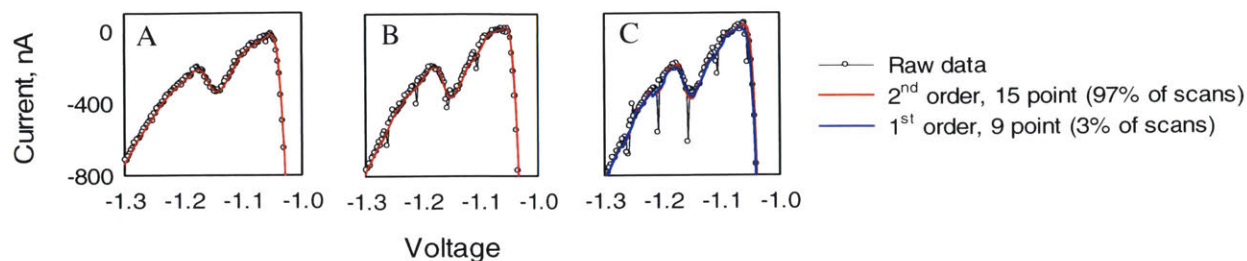 A
B
C
0
-400
-800
Current, nA
-1.3 -1.2 -1.1 -1.0
-1.3 -1.2 -1.1 -1.0
-1.3 -1.2 -1.1 -1.0
Voltage
Raw data
2nd order, 15 point (97% of scans)
1st order, 9 point (3% of scans)